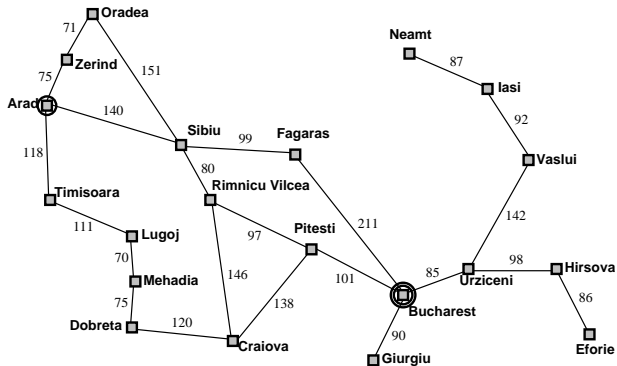 Oradea
71
Neamt
Zerind
87
75
151
Iasi
Arad
140
92
Sibiu
99
Fagaras
118
Vaslui
80
Rimnicu Vilcea
Timisoara
211
142
111
Lugoj
97
Pitesti
70
98
Hirsova
146
101
85
Mehadia
Urziceni
75
138
86
Bucharest
120
90
Dobreta
Craiova
Eforie
Giurgiu